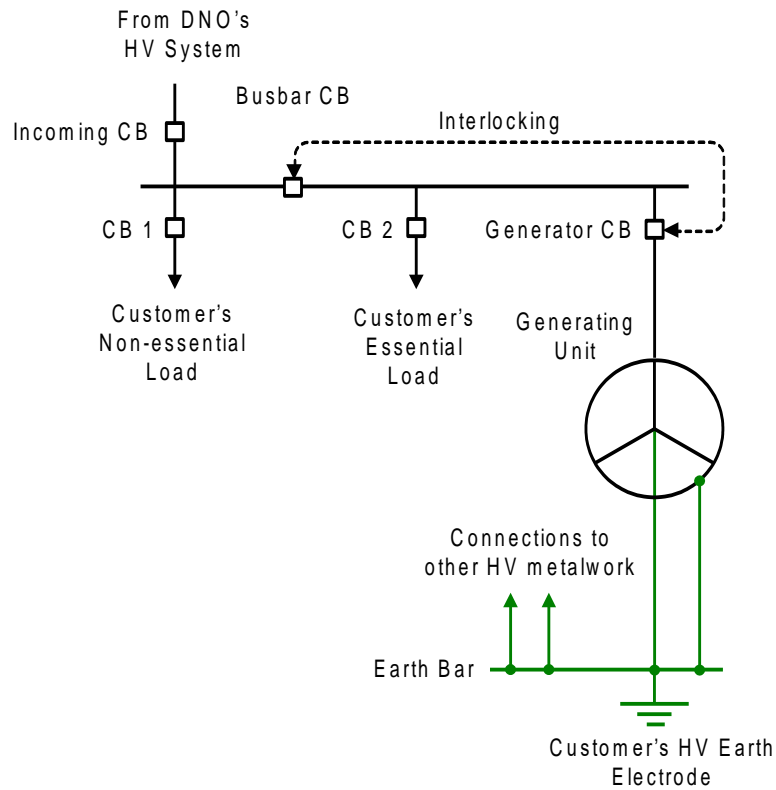 From DNO's
HV System
Busbar CB
Incoming CB
Interlocking
CB 1
CB 2
Generator CB
Customer's
Non-essential
Load
Customer's
Essential
Load
Generating
Unit
Connections to
other HV metalwork
Earth Bar
Customer's HV Earth
Electrode